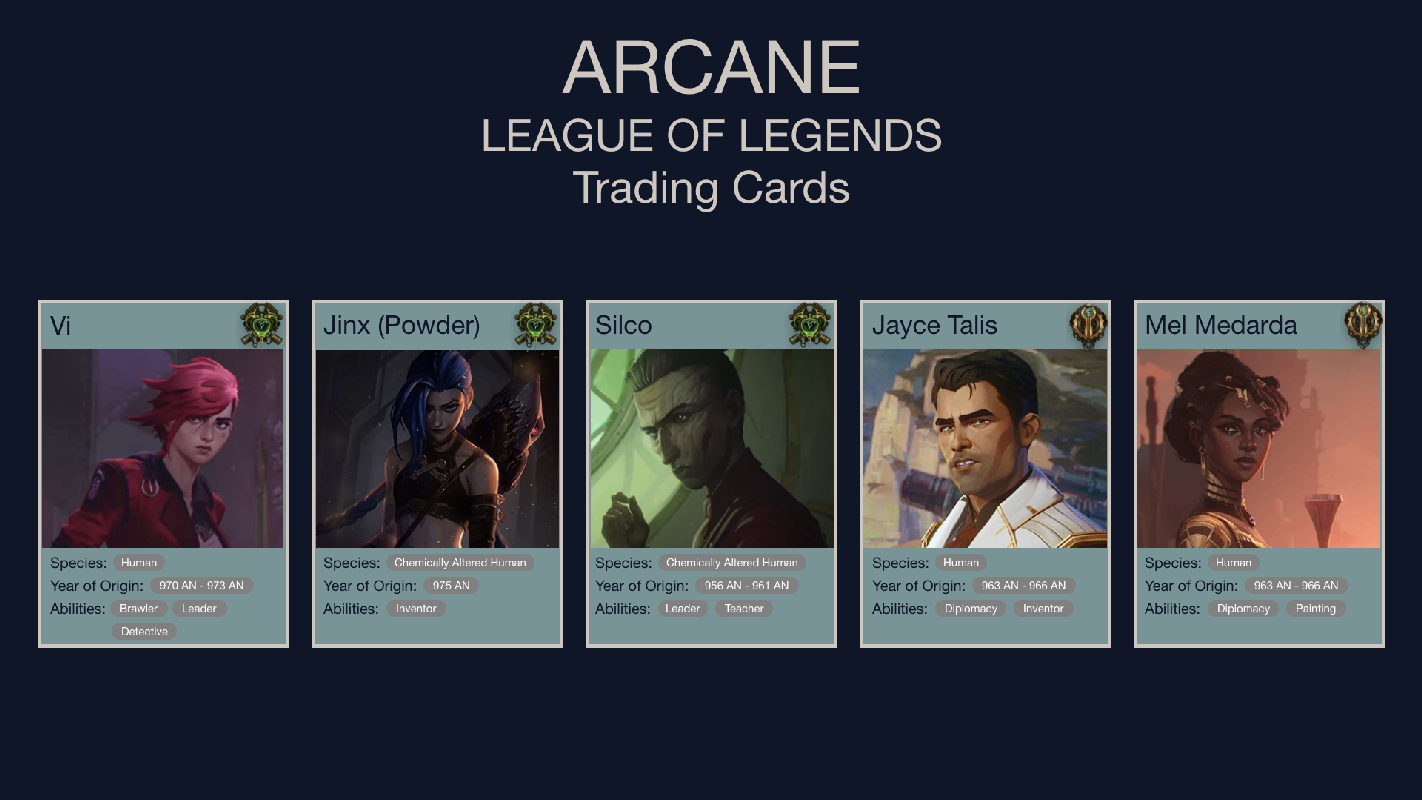 ARCANE
LEAGUE OF LEGENDS
Trading Cards
Vi
Species: Human
Year of Origin: 970 AN - 973 AN
Abilities: Brawler Leader
Detective
Jinx (Powder)
Species: Chemically Altered Human
Year of Origin: 975 AN
Abilities: Inventor
Silco
Species: Chemically Altered Human
Year of Origin: 956 AN - 961 AN
Abilities: Leader Teacher
Jayce Talis
Species: Human
Year of Origin: 963 AN - 966 AN
Abilities: Diplomacy Inventor
Mel Medarda
Species: Human
Year of Origin: 963 AN - 966 AN
Abilities: Diplomacy Painting